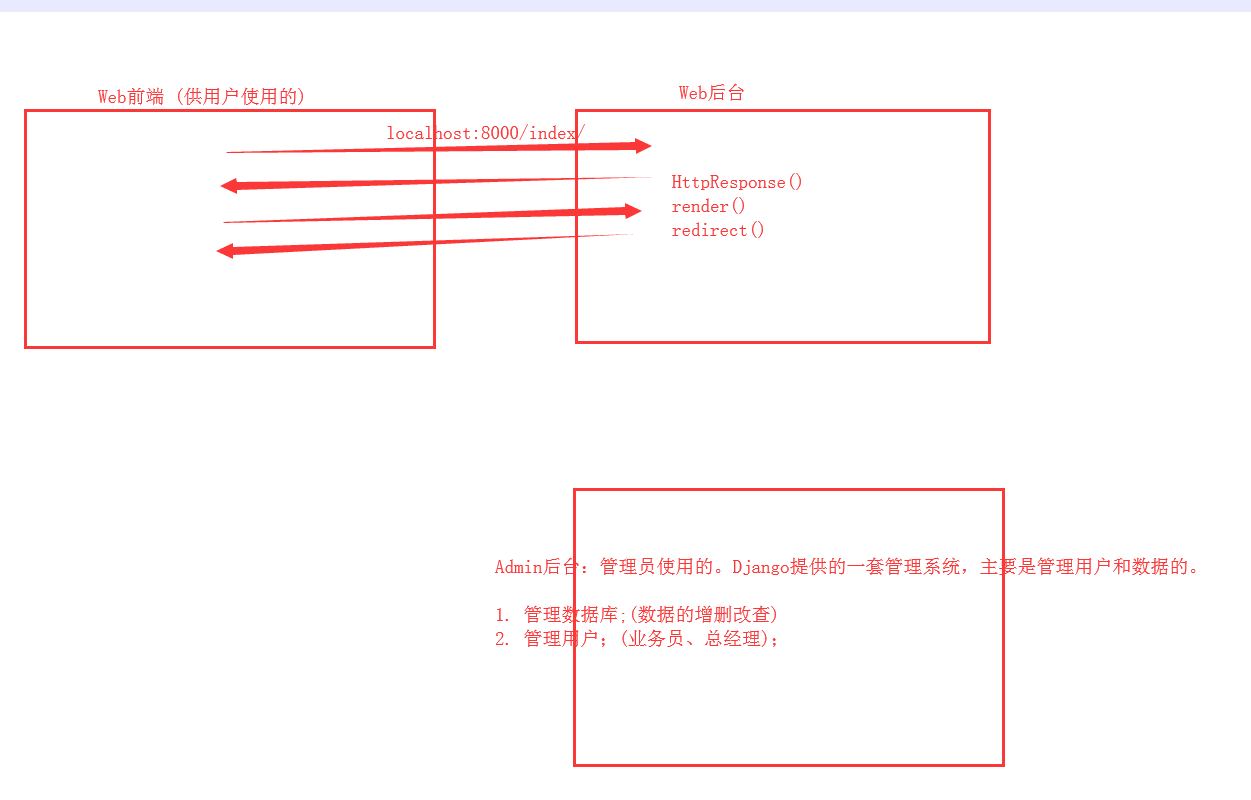 Web前端 (供用户使用的)
Web后台
localhost:8000/index/
HttpResponse()
render()
redirect()
Admin后台: 管理员使用的。Django提供的一套管理系统，主要是管理用户和数据的。
1. 管理数据库;(数据的增删改查)
2. 管理用户；(业务员、总经理)；